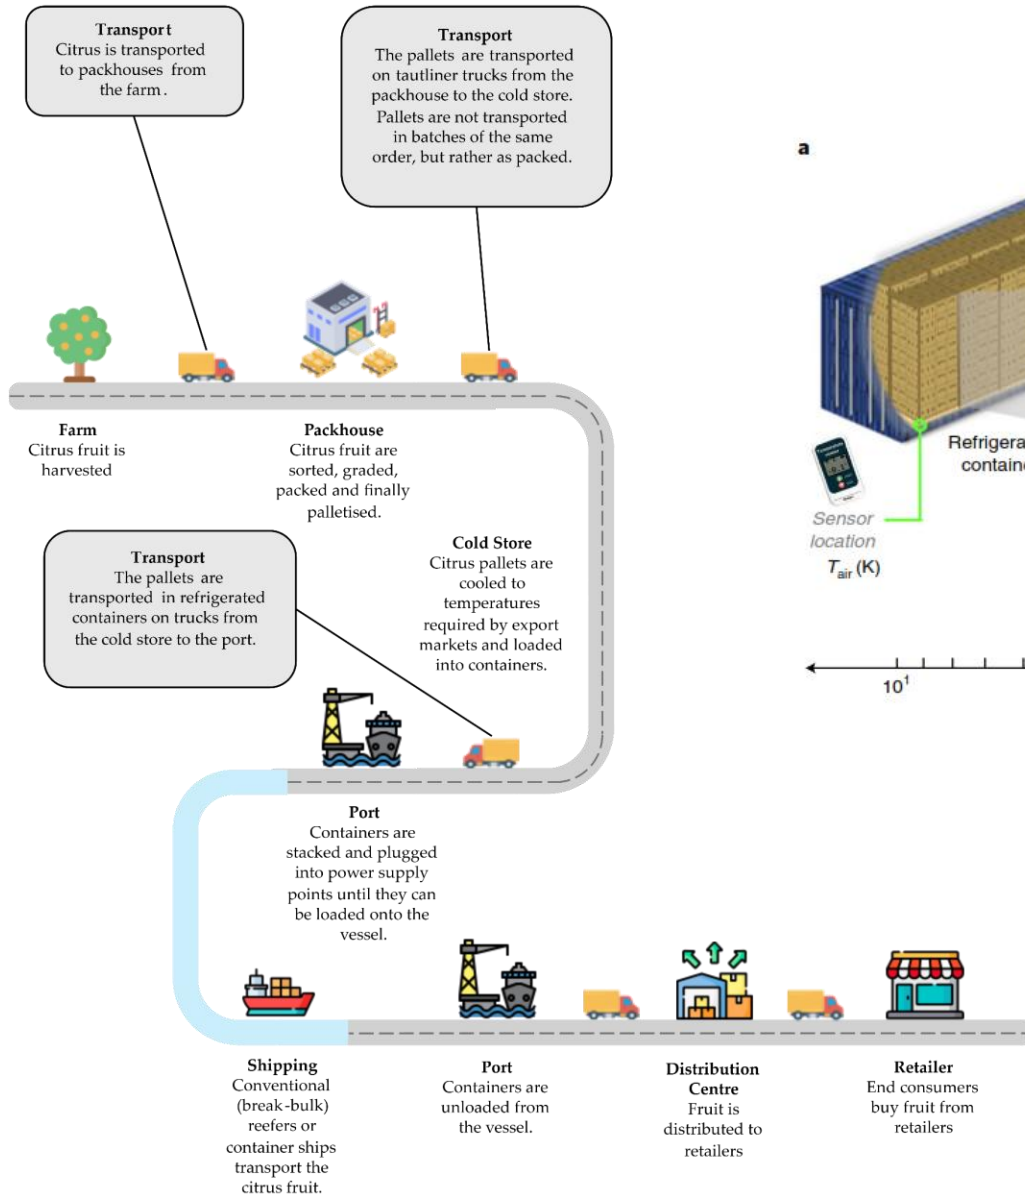 Transport
Citrus is transported
to packhouses from
the farm.
Transport
The pallets are transported
on tautliner trucks from the
packhouse to the cold store.
Pallets are not transported
in batches of the same
order, but rather as packed.
a
Farm
Citrus fruit is
harvested
Packhouse
Citrus fruit are
sorted, graded,
packed and finally
palletised.
Refrigera
containe
Sensor
location
T_air (K)
10¹
Transport
The pallets are
transported in refrigerated
containers on trucks from
the cold store to the port.
Cold Store
Citrus pallets are
cooled to
temperatures
required by export
markets and loaded
into containers.
Port
Containers are
stacked and plugged
into power supply
points until they can
be loaded onto the
vessel.
Shipping
Conventional
(break-bulk)
reefers or
container ships
transport the
citrus fruit.
Port
Containers are
unloaded from
the vessel.
Distribution
Centre
Fruit is
distributed to
retailers
Retailer
End consumers
buy fruit from
retailers